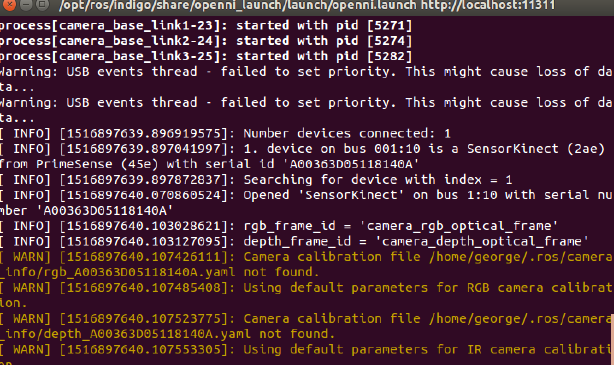 /opt/ros/indigo/share/openni_launch/launch/openni.launch http://localhost:11311
process[camera_base_link1-23]: started with pid [5271]
process[camera_base_link2-24]: started with pid [5274]
process[camera_base_link3-25]: started with pid [5282]
Warning: USB events thread - failed to set priority. This might cause loss of da
ta...
Warning: USB events thread - failed to set priority. This might cause loss of da
ta...
[ INFO] [1516897639.896919575]: Number devices connected: 1
[ INFO] [1516897639.897041997]: 1. device on bus 001:10 is a SensorKinect (2ae)
from PrimeSense (45e) with serial id 'A00363D05118140A'
[ INFO] [1516897639.897872837]: Searching for device with index = 1
[ INFO] [1516897640.070860524]: Opened 'SensorKinect' on bus 1:10 with serial nu
mber 'A00363D05118140A'
[ INFO] [1516897640.103028621]: rgb_frame_id = 'camera_rgb_optical_frame'
[ INFO] [1516897640.103127095]: depth_frame_id = 'camera_depth_optical_frame'
[ WARN] [1516897640.107426111]: Camera calibration file /home/george/.ros/camera
_info/rgb_A00363D05118140A.yaml not found.
[ WARN] [1516897640.107485408]: Using default parameters for RGB camera calibrat
ion.
[ WARN] [1516897640.107523775]: Camera calibration file /home/george/.ros/camera
_info/depth_A00363D05118140A.yaml not found.
[ WARN] [1516897640.107553305]: Using default parameters for IR camera calibrati
on.